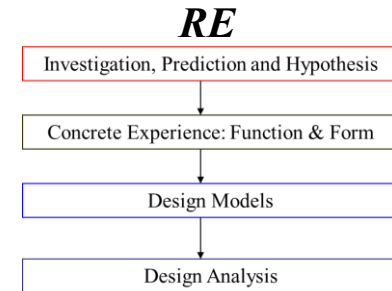 RE
Investigation, Prediction and Hypothesis
Concrete Experience: Function & Form
Design Models
Design Analysis